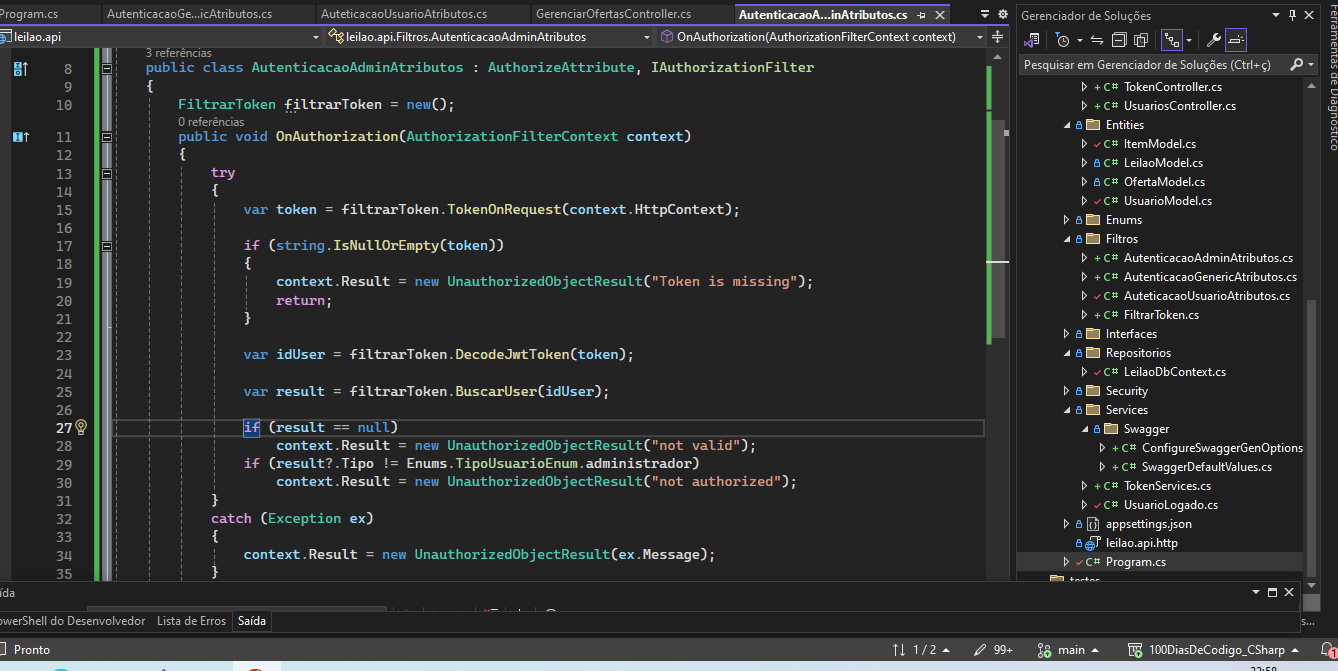 Program.cs
AutenticacaoGe...icAtributos.cs
AuteticacaoUsuarioAtributos.cs
GerenciarOfertasController.cs
AutenticacaoA...inAtributos.cs
leilao.api
leilao.api.Filtros.AutenticacaoAdminAtributos
OnAuthorization(AuthorizationFilterContext context)
3 referências
8 public class AutenticacaoAdminAtributos : AuthorizeAttribute, IAuthorizationFilter
9 {
10 FiltrarToken filtrarToken = new();
0 referências
11 public void OnAuthorization(AuthorizationFilterContext context)
12 {
13 try
14 {
15 var token = filtrarToken.TokenOnRequest(context.HttpContext);
16
17 if (string.IsNullOrEmpty(token))
18 {
19 context.Result = new UnauthorizedObjectResult("Token is missing");
20 return;
21 }
22
23 var idUser = filtrarToken.DecodeJwtToken(token);
24
25 var result = filtrarToken.BuscarUser(idUser);
26
27 if (result == null)
28 context.Result = new UnauthorizedObjectResult("not valid");
29 if (result?.Tipo != Enums.TipoUsuarioEnum.administrador)
30 context.Result = new UnauthorizedObjectResult("not authorized");
31 }
32 catch (Exception ex)
33 {
34 context.Result = new UnauthorizedObjectResult(ex.Message);
35 }
Gerenciador de Soluções
Pesquisar em Gerenciador de Soluções (Ctrl+ç)
C# TokenController.cs
C# UsuariosController.cs
Entities
C# ItemModel.cs
C# LeilaoModel.cs
C# OfertaModel.cs
C# UsuarioModel.cs
Enums
Filtros
C# AutenticacaoAdminAtributos.cs
C# AutenticacaoGenericAtributos.cs
C# AuteticacaoUsuarioAtributos.cs
C# FiltrarToken.cs
Interfaces
Repositorios
C# LeilaoDbContext.cs
Security
Services
Swagger
C# ConfigureSwaggerGenOptions
C# SwaggerDefaultValues.cs
C# TokenServices.cs
C# UsuarioLogado.cs
appsettings.json
leilao.api.http
C# Program.cs
testes
Ferramentas de Diagnóstico
ída
owerShell do Desenvolvedor
Lista de Erros
Saída
s...
Pronto
1 / 2
99+
main
100DiasDeCodigo_CSharp
1